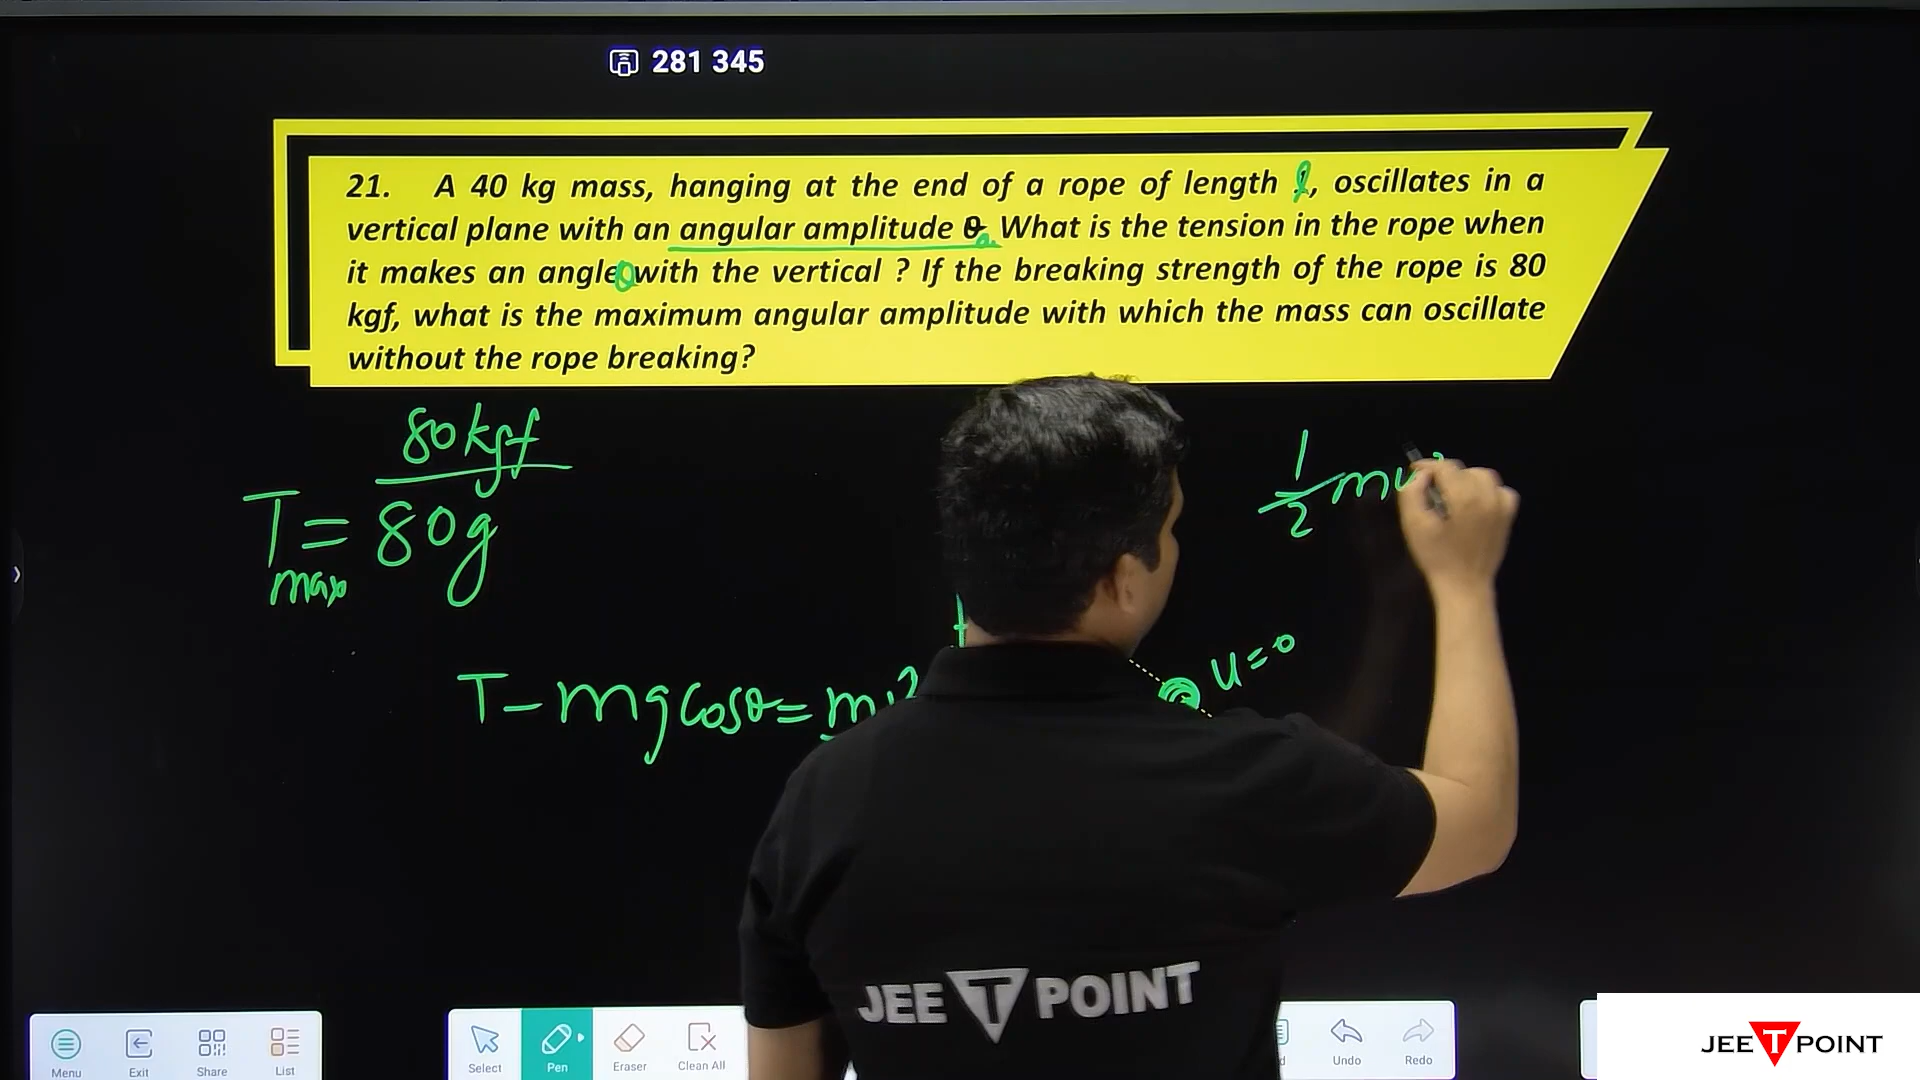 281 345
21. A 40 kg mass, hanging at the end of a rope of length l, oscillates in a
vertical plane with an angular amplitude θ₀. What is the tension in the rope when
it makes an angle θ with the vertical ? If the breaking strength of the rope is 80
kgf, what is the maximum angular amplitude with which the mass can oscillate
without the rope breaking?
80 kgf
T max = 80g
1/2 mv²
u=0
T - mg cosθ = mv²
JEE T POINT
Menu Exit Share List
Select Pen Eraser Clean All
Undo Redo
JEE T POINT